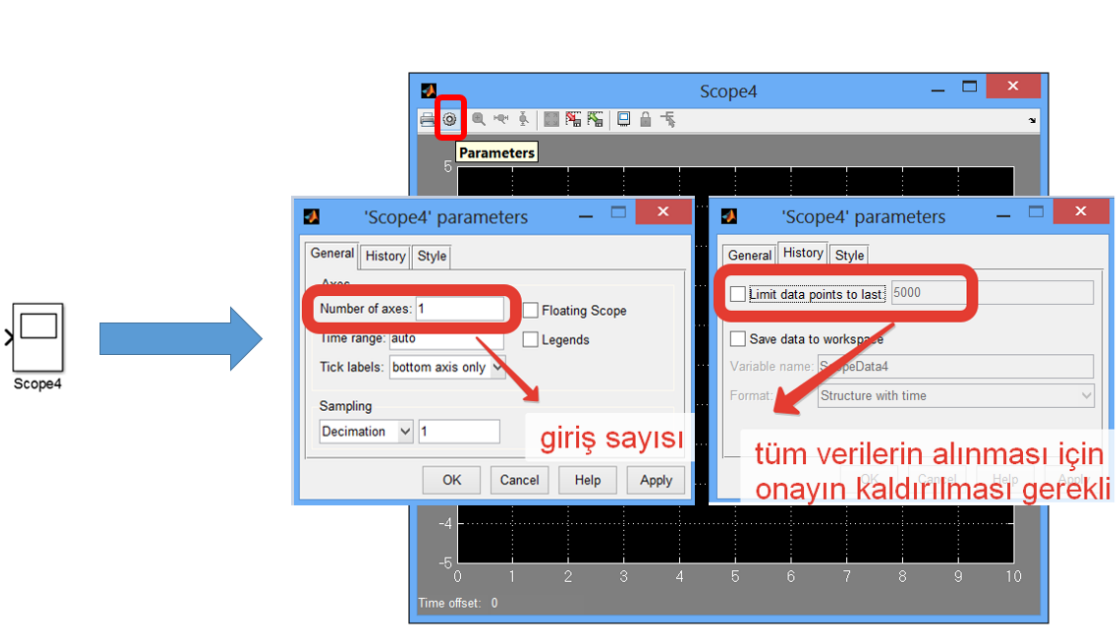 Scope4
Parameters
5
'Scope4' parameters
General History Style
Axes
Number of axes: 1
Floating Scope
Time range: auto
Legends
Tick labels: bottom axis only
Sampling
Decimation 1
giriş sayısı
OK Cancel Help Apply
'Scope4' parameters
General History Style
Limit data points to last: 5000
Save data to workspace
Variable name: ScopeData4
Format: Structure with time
tüm verilerin alınması için
onayın kaldırılması gerekli
OK Cancel Help Apply
Scope4
-4
-5
0 1 2 3 4 5 6 7 8 9 10
Time offset: 0